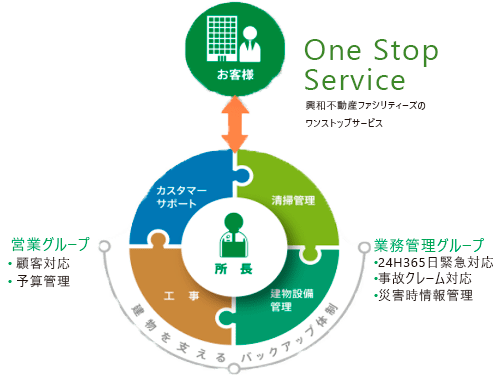 お客様
One Stop
Service
興和不動産ファシリティーズの
ワンストップサービス
カスタマー
サポート
清掃管理
所長
工事
建物設備
管理
営業グループ
• 顧客対応
• 予算管理
業務管理グループ
•24H365日緊急対応
•事故クレーム対応
•災害時情報管理
建物を支える バックアップ体制